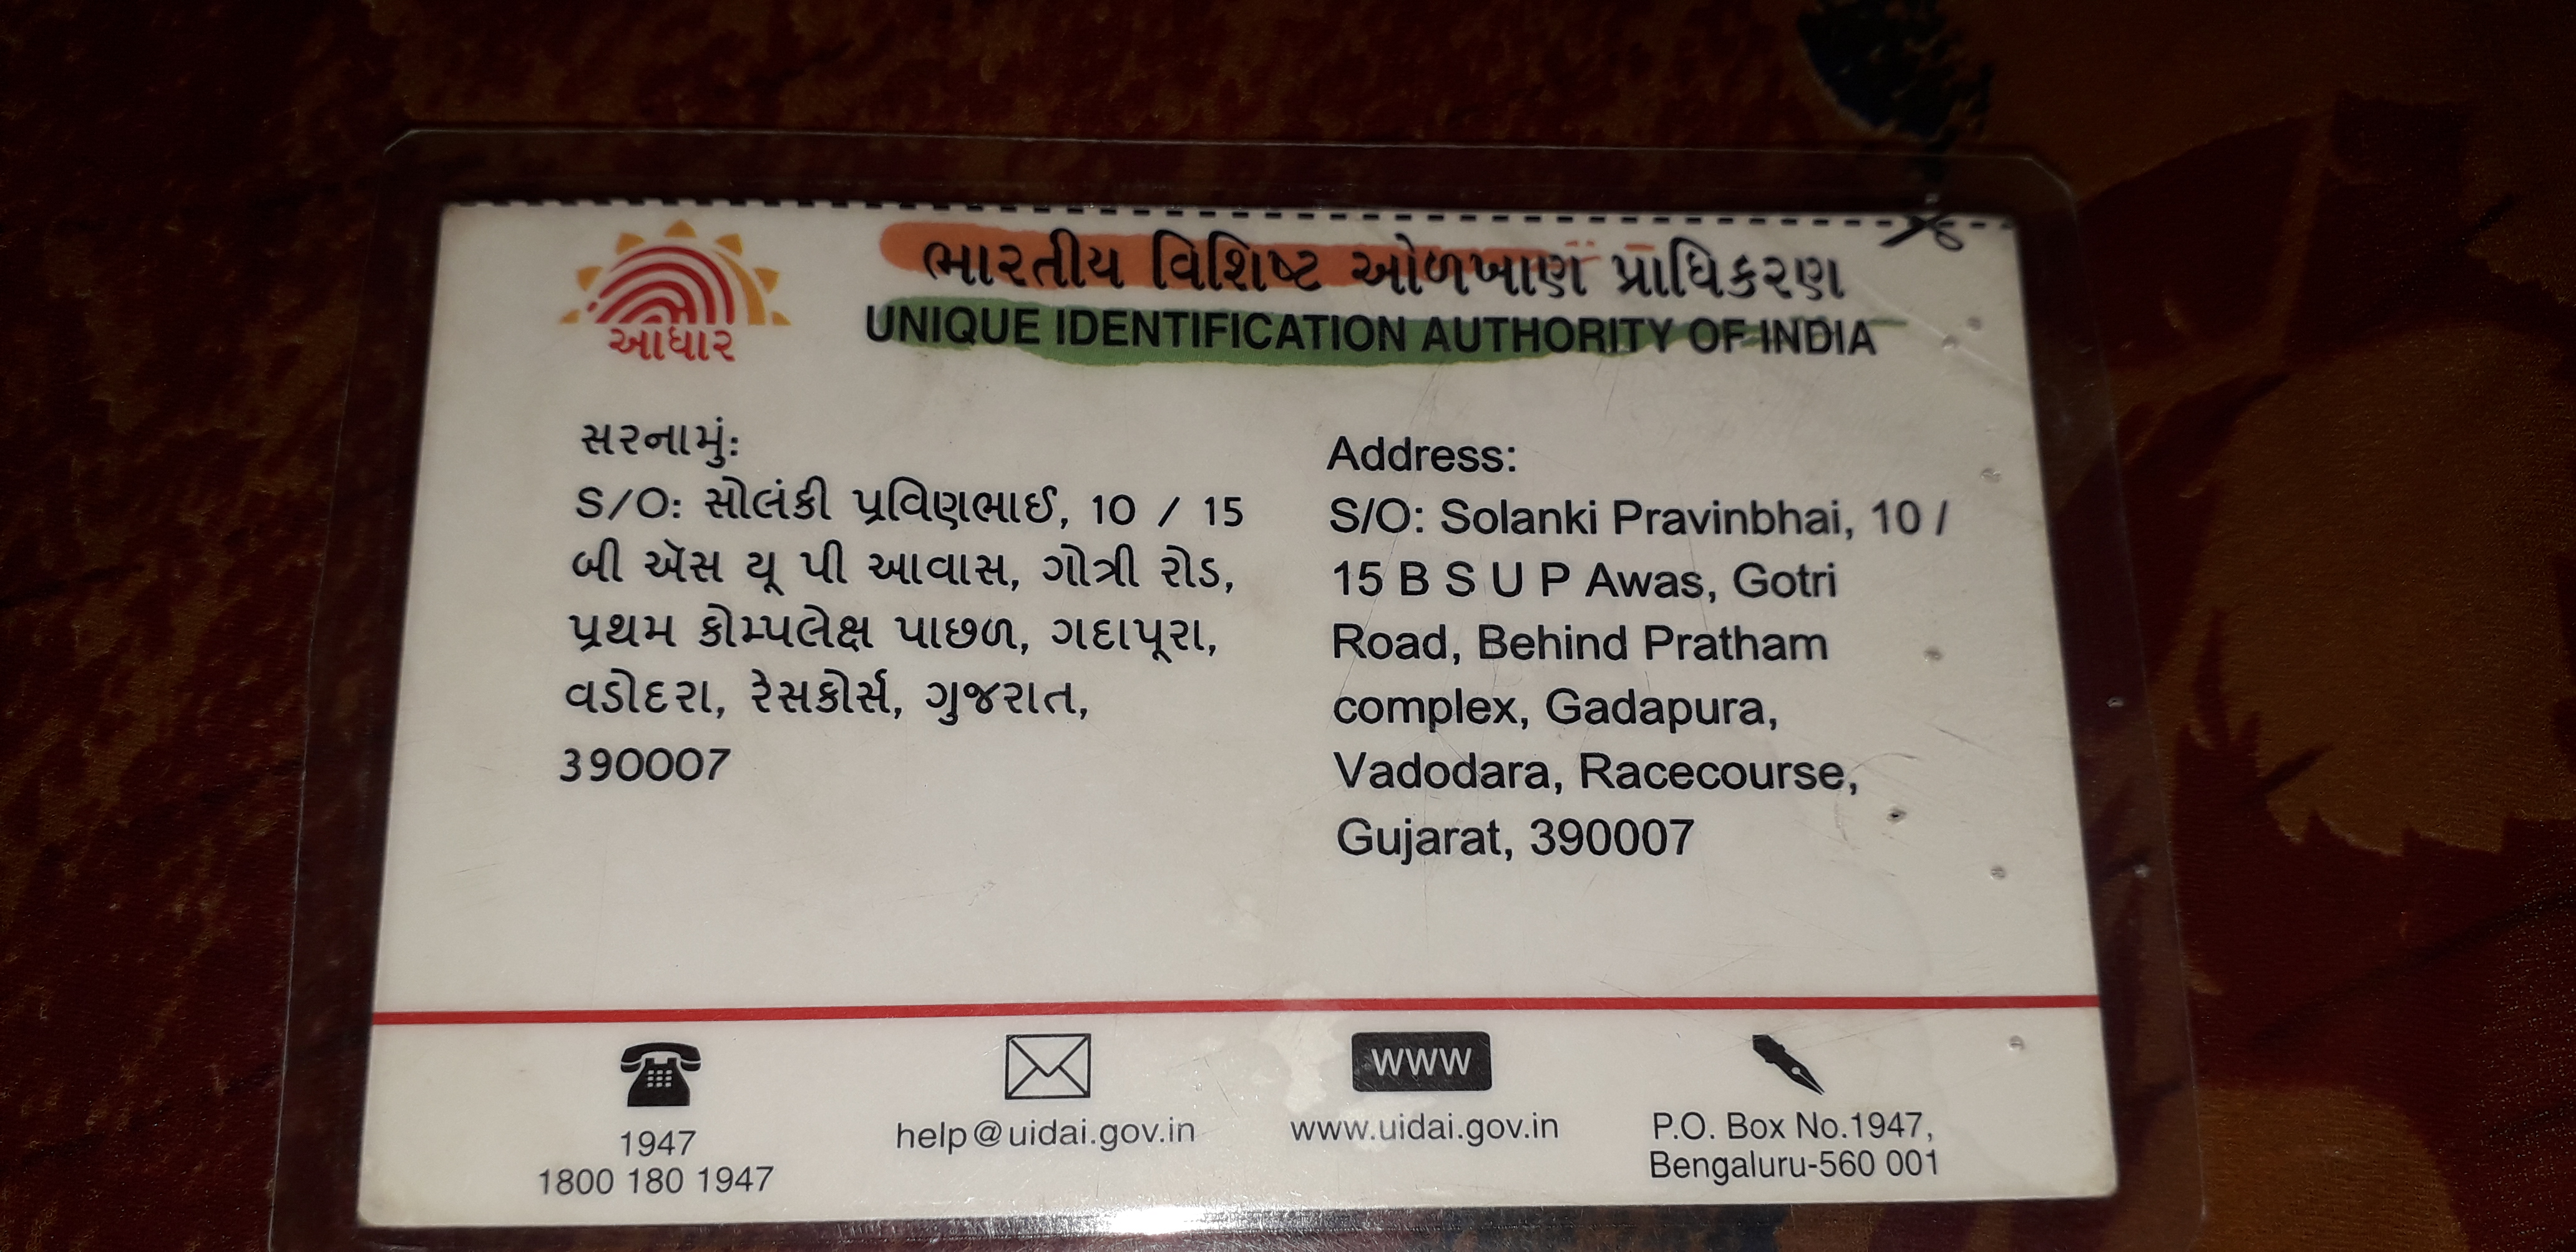 આધાર
ભારતીય વિશિષ્ટ ઓળખાણ પ્રાધિકરણ
UNIQUE IDENTIFICATION AUTHORITY OF INDIA
સરનામું:
S/O: સોલંકી પ્રવિણભાઈ, 10 / 15
બી ઍસ યૂ પી આવાસ, ગોત્રી રોડ,
પ્રથમ કોમ્પલેક્ષ પાછળ, ગદાપૂરા,
વડોદરા, રેસકોર્સ, ગુજરાત,
390007
Address:
S/O: Solanki Pravinbhai, 10 /
15 B S U P Awas, Gotri
Road, Behind Pratham
complex, Gadapura,
Vadodara, Racecourse,
Gujarat, 390007
1947
1800 180 1947
help@uidai.gov.in
www
www.uidai.gov.in
P.O. Box No.1947,
Bengaluru-560 001